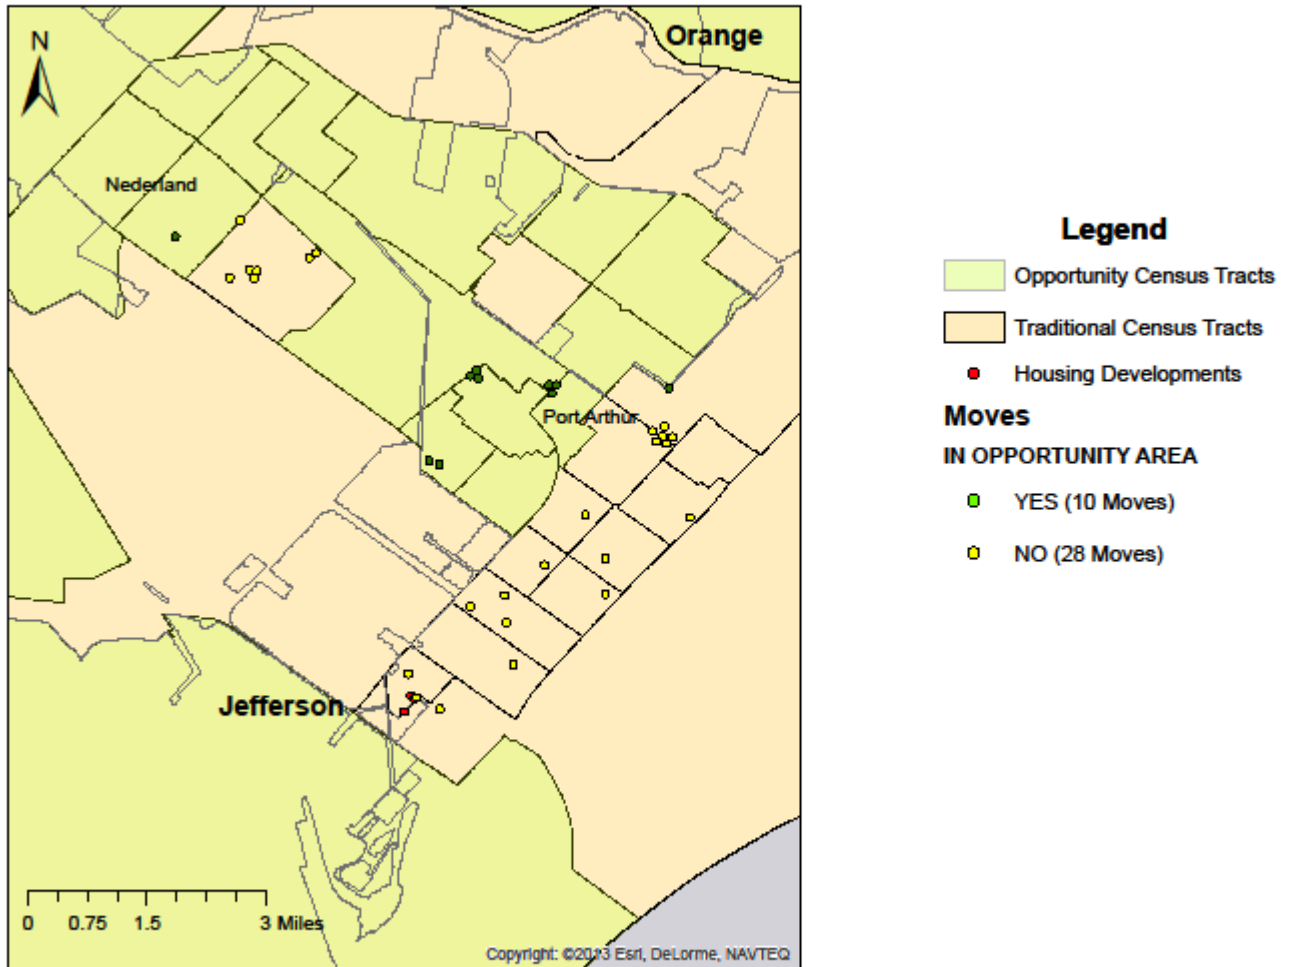 N
Orange
Nederland
Port Arthur
Jefferson
0 0.75 1.5 3 Miles
Copyright: ©2013 Esri, DeLorme, NAVTEQ
Legend
Opportunity Census Tracts
Traditional Census Tracts
Housing Developments
Moves
IN OPPORTUNITY AREA
YES (10 Moves)
NO (28 Moves)